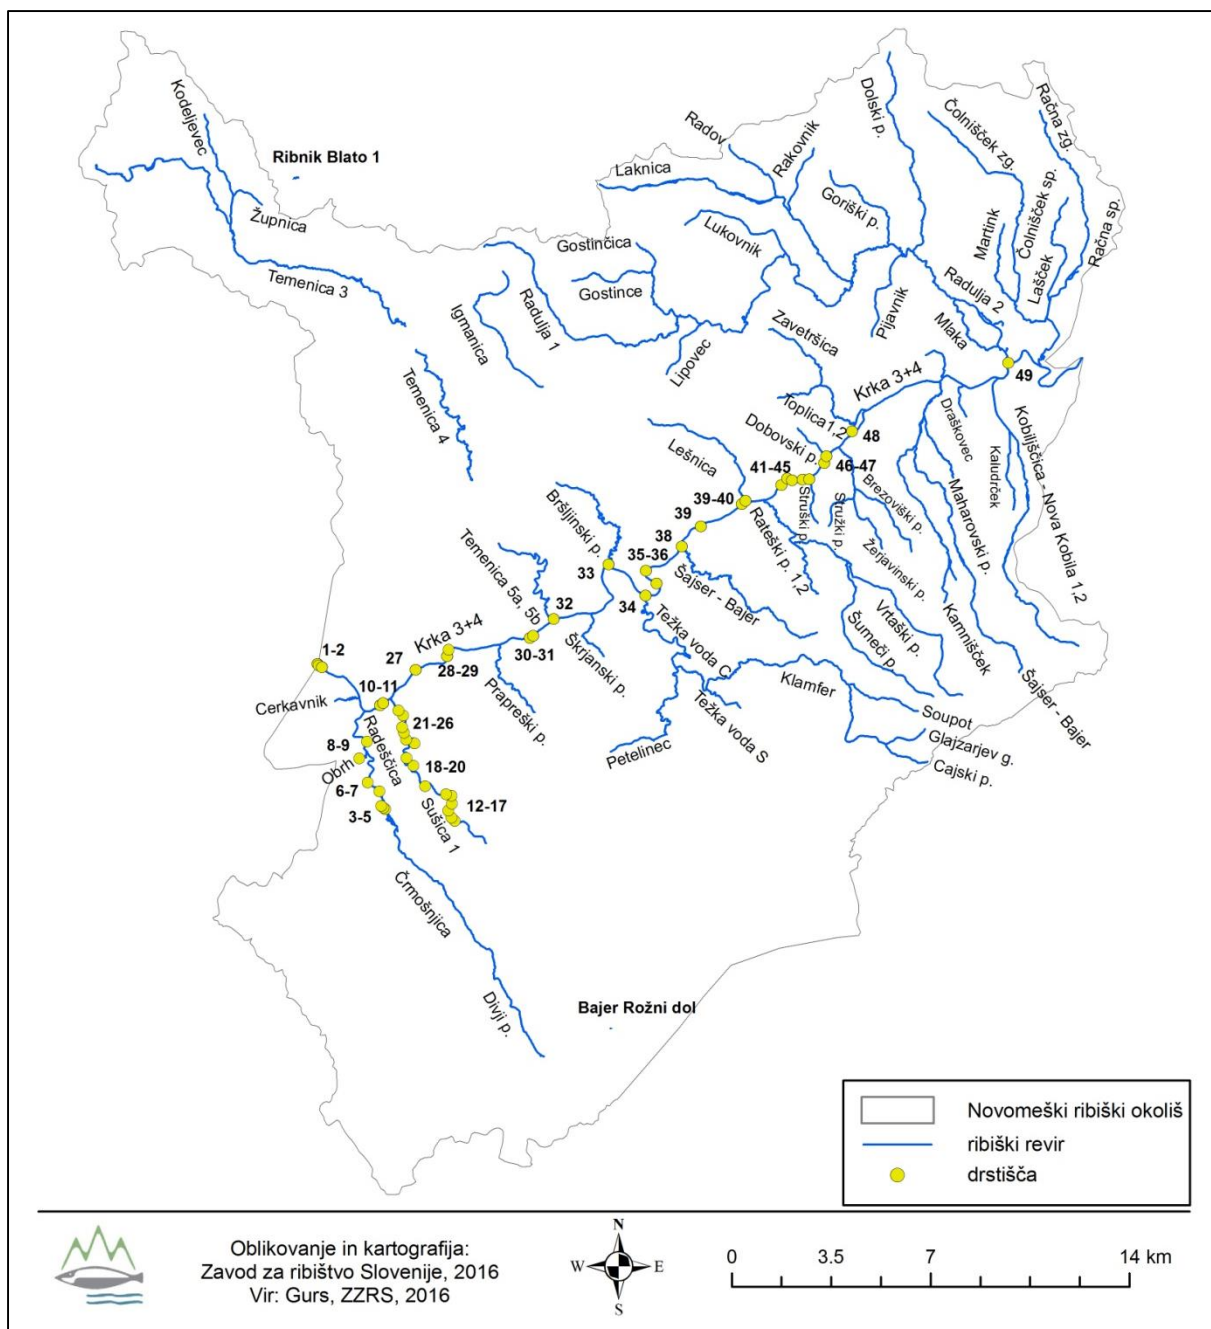 Kodeljevec
Ribnik Blato 1
Župnica
Temenica 3
Temenica 4
Igmanica
Radulja 1
Gostinčica
Gostince
Lipovec
Laknica
Radov
Rakovnik
Lukovnik
Goriški p.
Dolski p.
Čolnišček zg.
Račna zg.
Martink
Čolnišček sp.
Lašček
Račna sp.
Radulja 2
Mlaka
Pijavnik
Zavetršica
Krka 3+4
49
Toplica1,2
48
Dobovski p.
46-47
41-45
Lešnica
39-40
39
38
35-36
Struški p.
Stružki p.
Brezoviški p.
Žerjavinski p.
Draškovec
Kaludrček
Maharovski p.
Kobiljščica - Nova Kobila 1,2
Rateški p. 1,2
Bršljinski p.
33
34
Šajser - Bajer
Temenica 5a, 5b
32
Krka 3+4
30-31
28-29
27
1-2
Cerkavnik
10-11
Radeščica
21-26
8-9
Obrh
6-7
3-5
18-20
12-17
Sušica 1
Prapreški p.
Škrjanski p.
Težka voda C
Težka voda S
Petelinec
Klamfer
Šumeči p.
Vrtaški p.
Kamnišček
Šajser - Bajer
Soupot
Glajzarjev g.
Cajski p.
Črmošnjica
Divji p.
Bajer Rožni dol
Novomeški ribiški okoliš
ribiški revir
drstišča
Oblikovanje in kartografija:
Zavod za ribištvo Slovenije, 2016
Vir: Gurs, ZZRS, 2016
N
W
E
S
0 3.5 7 14 km